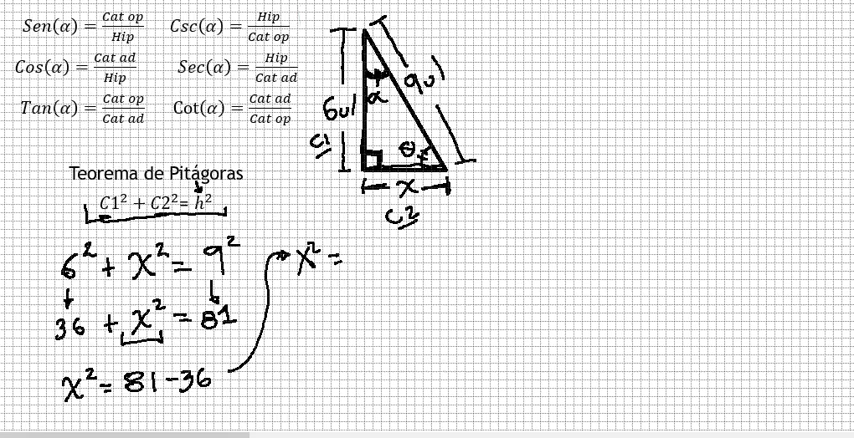 Sen(α) = Cat op / Hip    Csc(α) = Hip / Cat op
Cos(α) = Cat ad / Hip    Sec(α) = Hip / Cat ad
Tan(α) = Cat op / Cat ad    Cot(α) = Cat ad / Cat op
α
9u
6u
C1
θ
x
C2
Teorema de Pitágoras
C1² + C2² = h²
6² + x² = 9²
36 + x² = 81
x² = 81 - 36
x² =